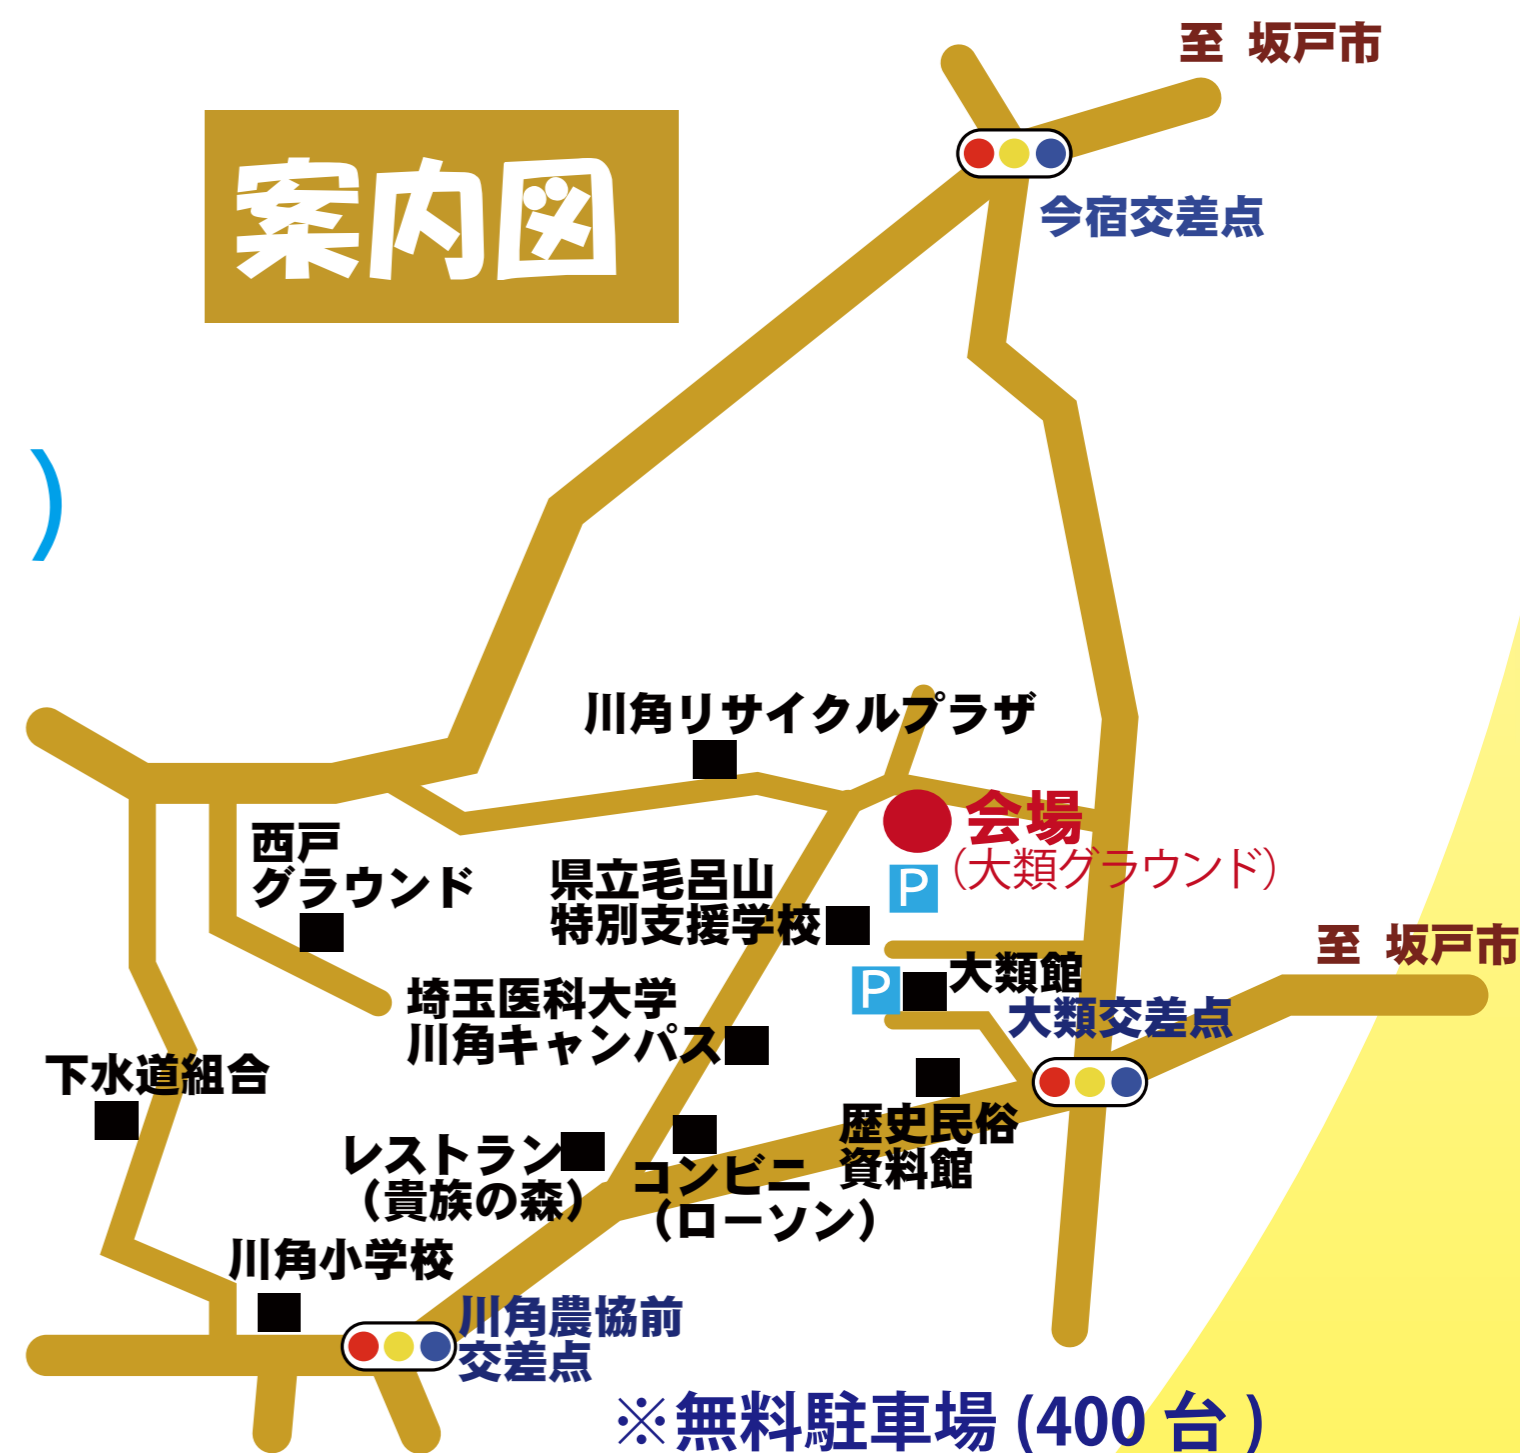 至 坂戸市
案内図
今宿交差点
)
川角リサイクルプラザ
会場
(大類グラウンド)
P
西戸
グラウンド
県立毛呂山
特別支援学校
至 坂戸市
大類館
P
埼玉医科大学
川角キャンパス
大類交差点
下水道組合
歴史民俗
資料館
レストラン
(貴族の森)
コンビニ
(ローソン)
川角小学校
川角農協前
交差点
※無料駐車場 (400 台 )